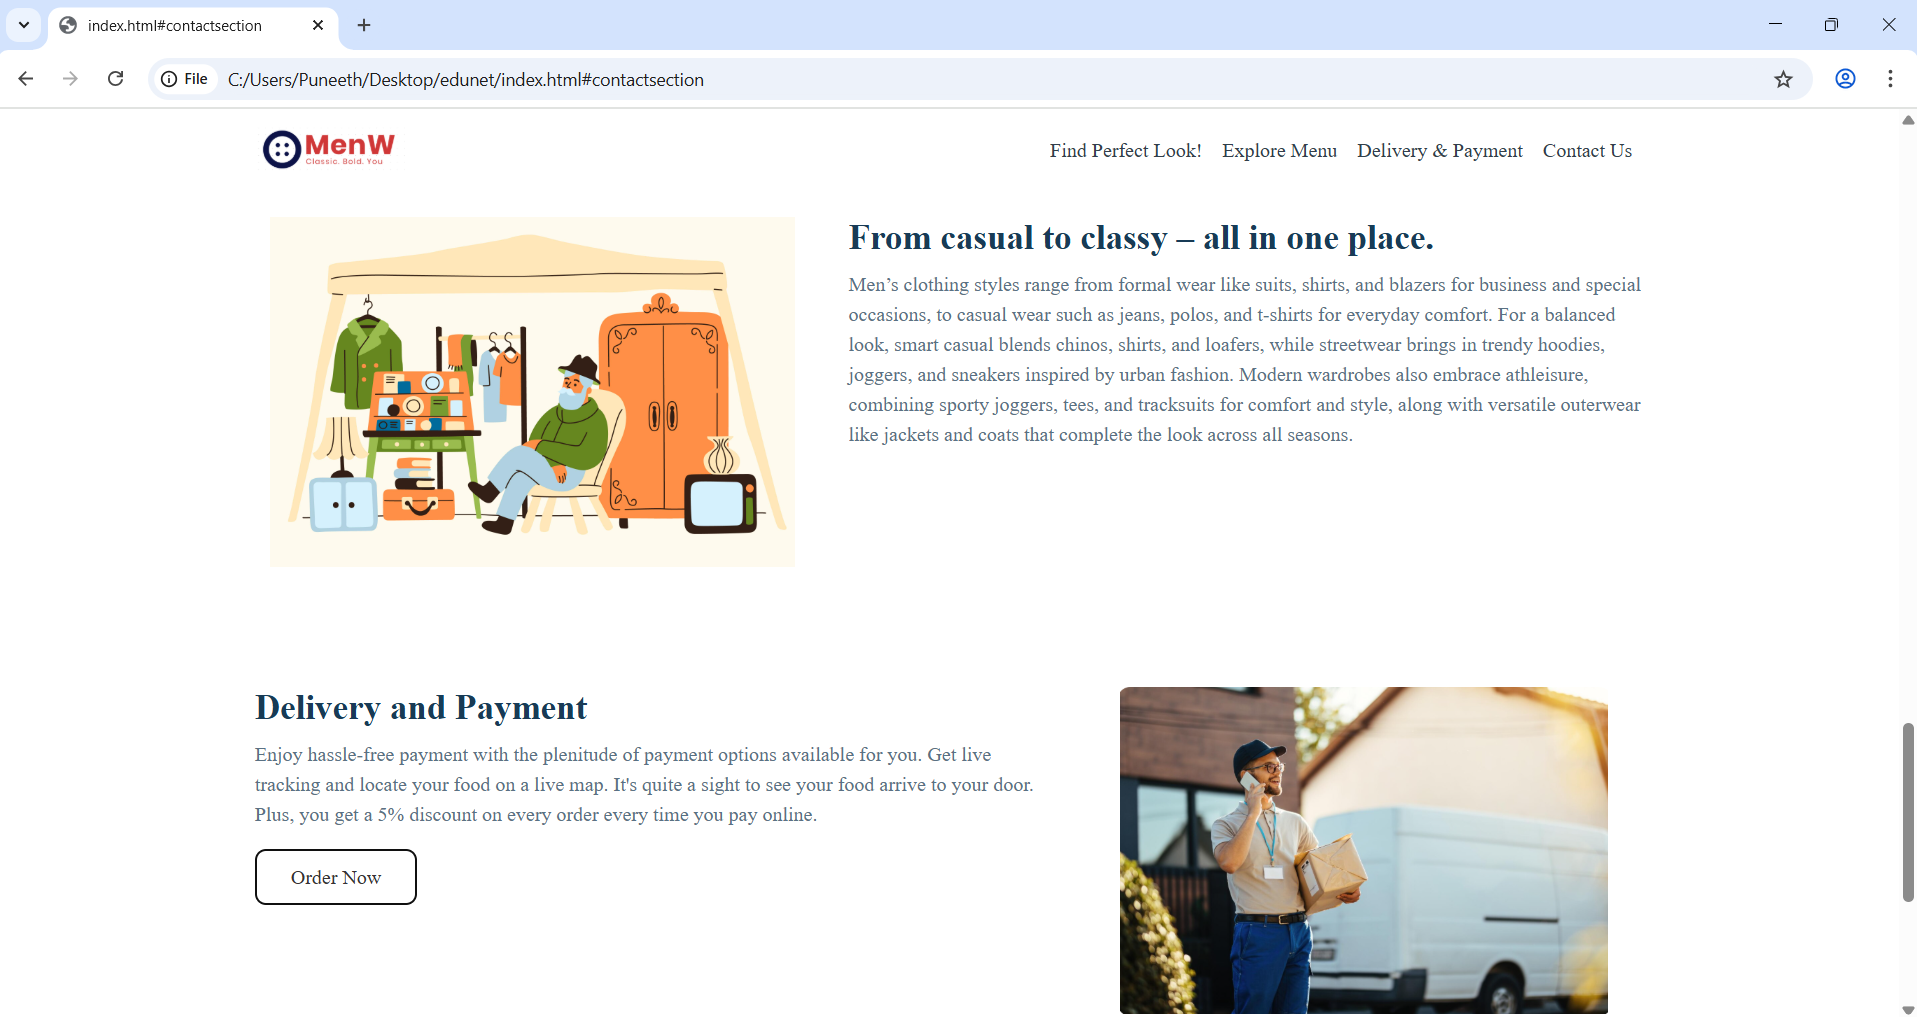 index.html#contactsection
File C:/Users/Puneeth/Desktop/edunet/index.html#contactsection
MenW
Classic. Bold. You
Find Perfect Look! Explore Menu Delivery & Payment Contact Us
From casual to classy – all in one place.
Men’s clothing styles range from formal wear like suits, shirts, and blazers for business and special
occasions, to casual wear such as jeans, polos, and t-shirts for everyday comfort. For a balanced
look, smart casual blends chinos, shirts, and loafers, while streetwear brings in trendy hoodies,
joggers, and sneakers inspired by urban fashion. Modern wardrobes also embrace athleisure,
combining sporty joggers, tees, and tracksuits for comfort and style, along with versatile outerwear
like jackets and coats that complete the look across all seasons.
Delivery and Payment
Enjoy hassle-free payment with the plenitude of payment options available for you. Get live
tracking and locate your food on a live map. It's quite a sight to see your food arrive to your door.
Plus, you get a 5% discount on every order every time you pay online.
Order Now